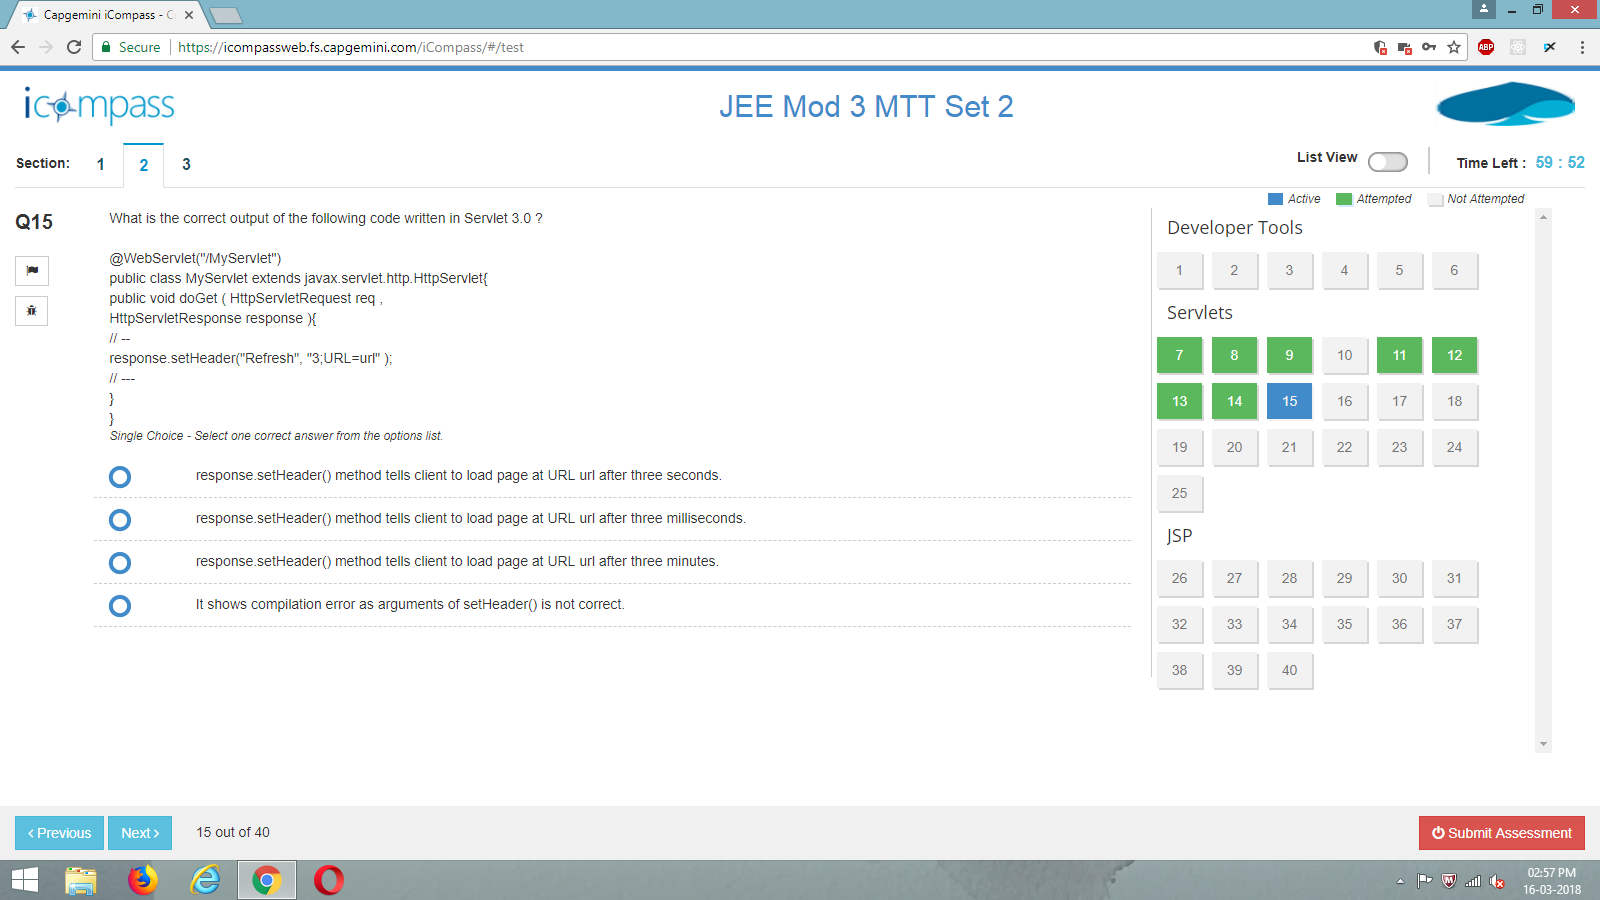 Capgemini iCompass - C
Secure https://icompassweb.fs.capgemini.com/iCompass/#/test
ABP
icompass
JEE Mod 3 MTT Set 2
Section: 1 2 3
List View
Time Left : 59 : 52
Active Attempted Not Attempted
Q15
What is the correct output of the following code written in Servlet 3.0 ?
@WebServlet("/MyServlet")
public class MyServlet extends javax.servlet.http.HttpServlet{
public void doGet ( HttpServletRequest req ,
HttpServletResponse response ){
// --
response.setHeader("Refresh", "3;URL=url" );
// ---
}
}
Single Choice - Select one correct answer from the options list.
response.setHeader() method tells client to load page at URL url after three seconds.
response.setHeader() method tells client to load page at URL url after three milliseconds.
response.setHeader() method tells client to load page at URL url after three minutes.
It shows compilation error as arguments of setHeader() is not correct.
Developer Tools
1 2 3 4 5 6
Servlets
7 8 9 10 11 12
13 14 15 16 17 18
19 20 21 22 23 24
25
JSP
26 27 28 29 30 31
32 33 34 35 36 37
38 39 40
‹ Previous Next › 15 out of 40
Submit Assessment
02:57 PM
16-03-2018